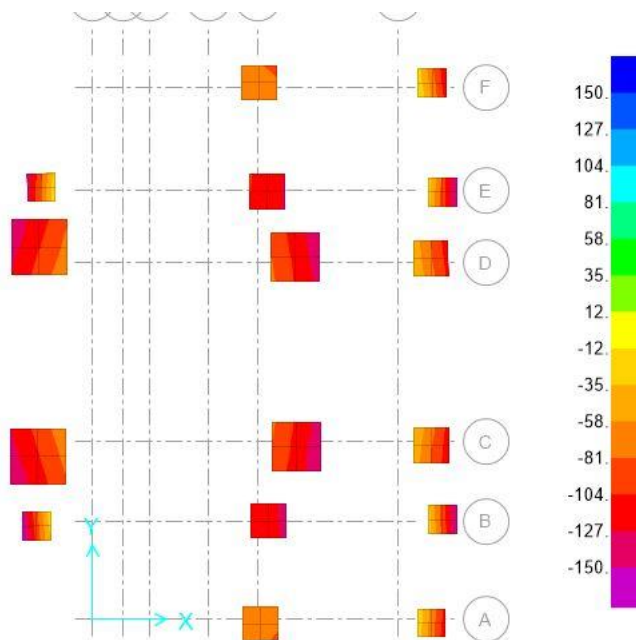 F
E
D
C
B
A
Y
X
150.
127.
104.
81.
58.
35.
12.
-12.
-35.
-58.
-81.
-104.
-127.
-150.